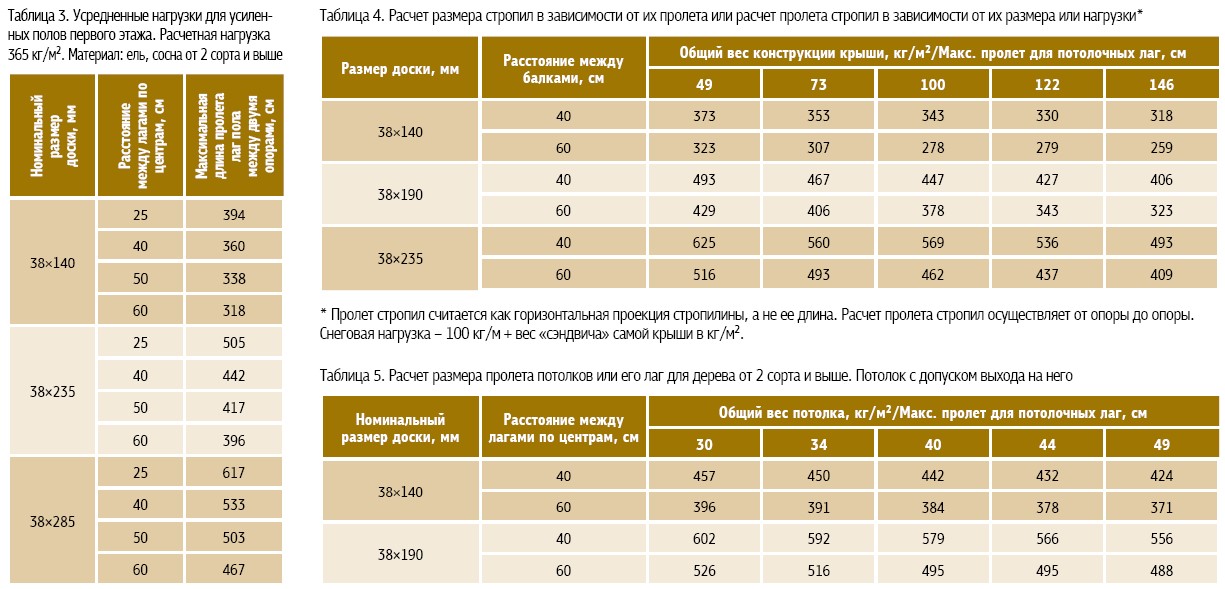 Таблица 3. Усредненные нагрузки для усилен-
ных полов первого этажа. Расчетная нагрузка
365 кг/м². Материал: ель, сосна от 2 сорта и выше
Номинальный размер доски, мм | Расстояние между лагами по центрам, см | Максимальная длина пролета лаг пола между двумя опорами, см
38×140 | 25 | 394
40 | 360
50 | 338
60 | 318
38×235 | 25 | 505
40 | 442
50 | 417
60 | 396
38×285 | 25 | 617
40 | 533
50 | 503
60 | 467
Таблица 4. Расчет размера стропил в зависимости от их пролета или расчет пролета стропил в зависимости от их размера или нагрузки*
Размер доски, мм | Расстояние между балками, см | Общий вес конструкции крыши, кг/м²/Макс. пролет для потолочных лаг, см
49 | 73 | 100 | 122 | 146
38×140 | 40 | 373 | 353 | 343 | 330 | 318
60 | 323 | 307 | 278 | 279 | 259
38×190 | 40 | 493 | 467 | 447 | 427 | 406
60 | 429 | 406 | 378 | 343 | 323
38×235 | 40 | 625 | 560 | 569 | 536 | 493
60 | 516 | 493 | 462 | 437 | 409
* Пролет стропил считается как горизонтальная проекция стропилины, а не ее длина. Расчет пролета стропил осуществляет от опоры до опоры.
Снеговая нагрузка – 100 кг/м + вес «сэндвича» самой крыши в кг/м².
Таблица 5. Расчет размера пролета потолков или его лаг для дерева от 2 сорта и выше. Потолок с допуском выхода на него
Номинальный размер доски, мм | Расстояние между лагами по центрам, см | Общий вес потолка, кг/м²/Макс. пролет для потолочных лаг, см
30 | 34 | 40 | 44 | 49
38×140 | 40 | 457 | 450 | 442 | 432 | 424
60 | 396 | 391 | 384 | 378 | 371
38×190 | 40 | 602 | 592 | 579 | 566 | 556
60 | 526 | 516 | 495 | 495 | 488